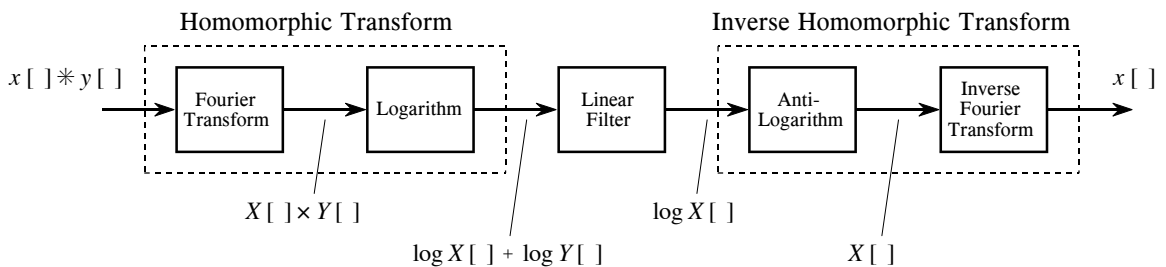 Homomorphic Transform
Inverse Homomorphic Transform
x [ ] ✳ y [ ]
Fourier
Transform
Logarithm
Linear
Filter
Anti-
Logarithm
Inverse
Fourier
Transform
x [ ]
X [ ] × Y [ ]
log X [ ] + log Y [ ]
log X [ ]
X [ ]